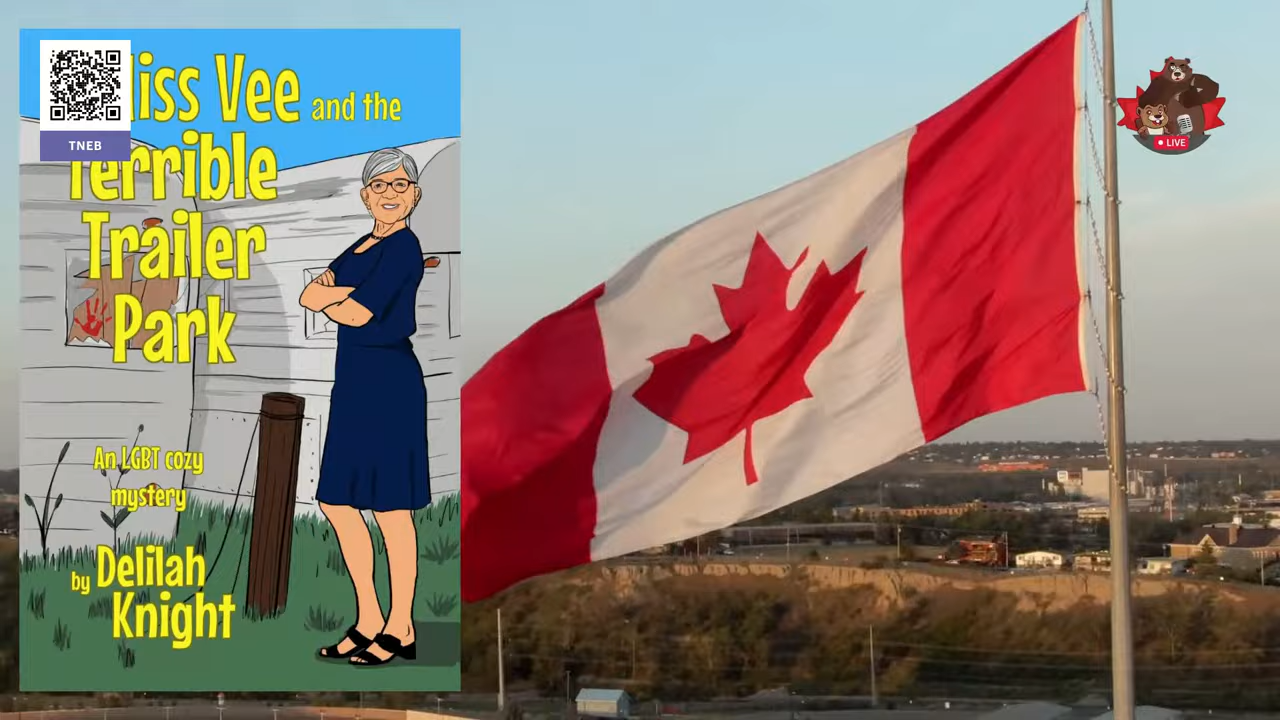 iss Vee and the
Terrible
Trailer
Park
An LGBT cozy
mystery
by Delilah
Knight
TNEB
LIVE